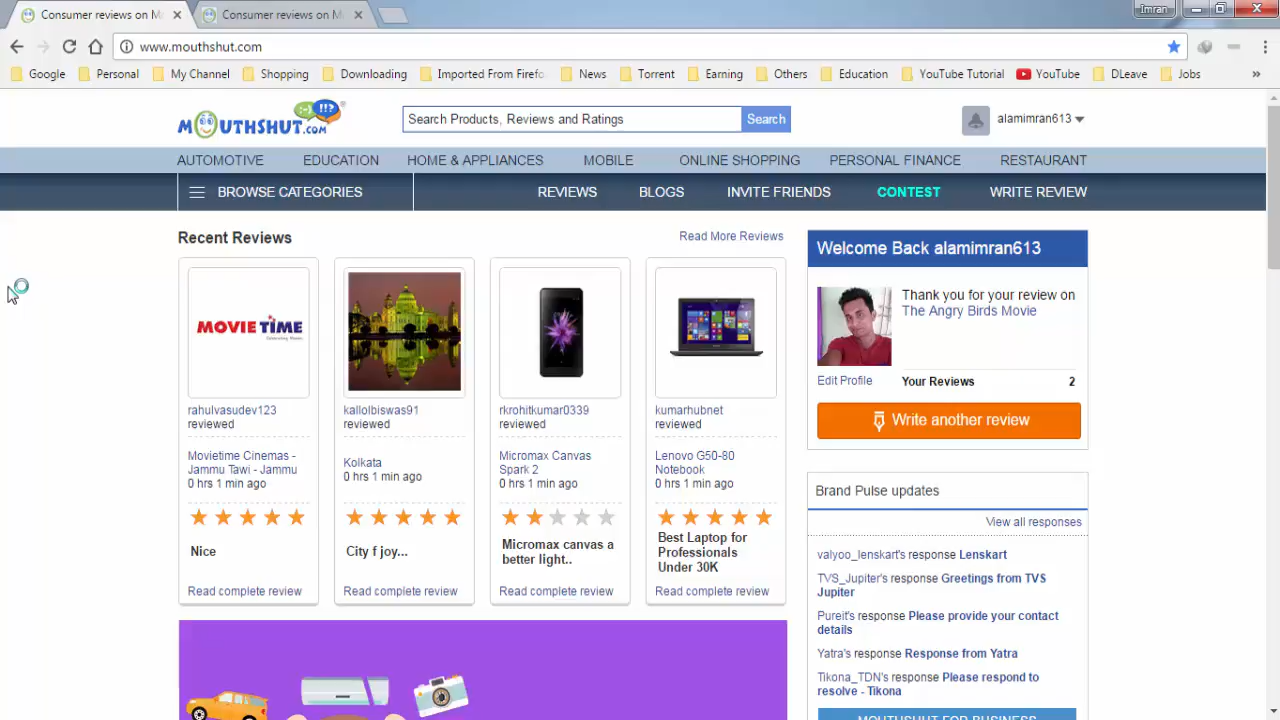 Imran
Consumer reviews on M
Consumer reviews on M
www.mouthshut.com
Google
Personal
My Channel
Shopping
Downloading
Imported From Firefo
News
Torrent
Earning
Others
Education
YouTube Tutorial
YouTube
DLeave
Jobs
»
MOUTHSHUT.COM
:-) !!?
Search Products, Reviews and Ratings
Search
alamimran613
AUTOMOTIVE EDUCATION HOME & APPLIANCES MOBILE ONLINE SHOPPING PERSONAL FINANCE RESTAURANT
BROWSE CATEGORIES REVIEWS BLOGS INVITE FRIENDS CONTEST WRITE REVIEW
Recent Reviews
Read More Reviews
MOVIE TIME
rahulvasudev123
reviewed
Movietime Cinemas -
Jammu Tawi - Jammu
0 hrs 1 min ago
Nice
Read complete review
kallolbiswas91
reviewed
Kolkata
0 hrs 1 min ago
City f joy...
Read complete review
rkrohitkumar0339
reviewed
Micromax Canvas
Spark 2
0 hrs 1 min ago
Micromax canvas a
better light..
Read complete review
kumarhubnet
reviewed
Lenovo G50-80
Notebook
0 hrs 1 min ago
Best Laptop for
Professionals
Under 30K
Read complete review
Welcome Back alamimran613
Thank you for your review on
The Angry Birds Movie
Edit Profile
Your Reviews 2
Write another review
Brand Pulse updates
View all responses
valyoo_lenskart's response Lenskart
TVS_Jupiter's response Greetings from TVS
Jupiter
Pureit's response Please provide your contact
details
Yatra's response Response from Yatra
Tikona_TDN's response Please respond to
resolve - Tikona
MOUTHSHUT FOR BUSINESS